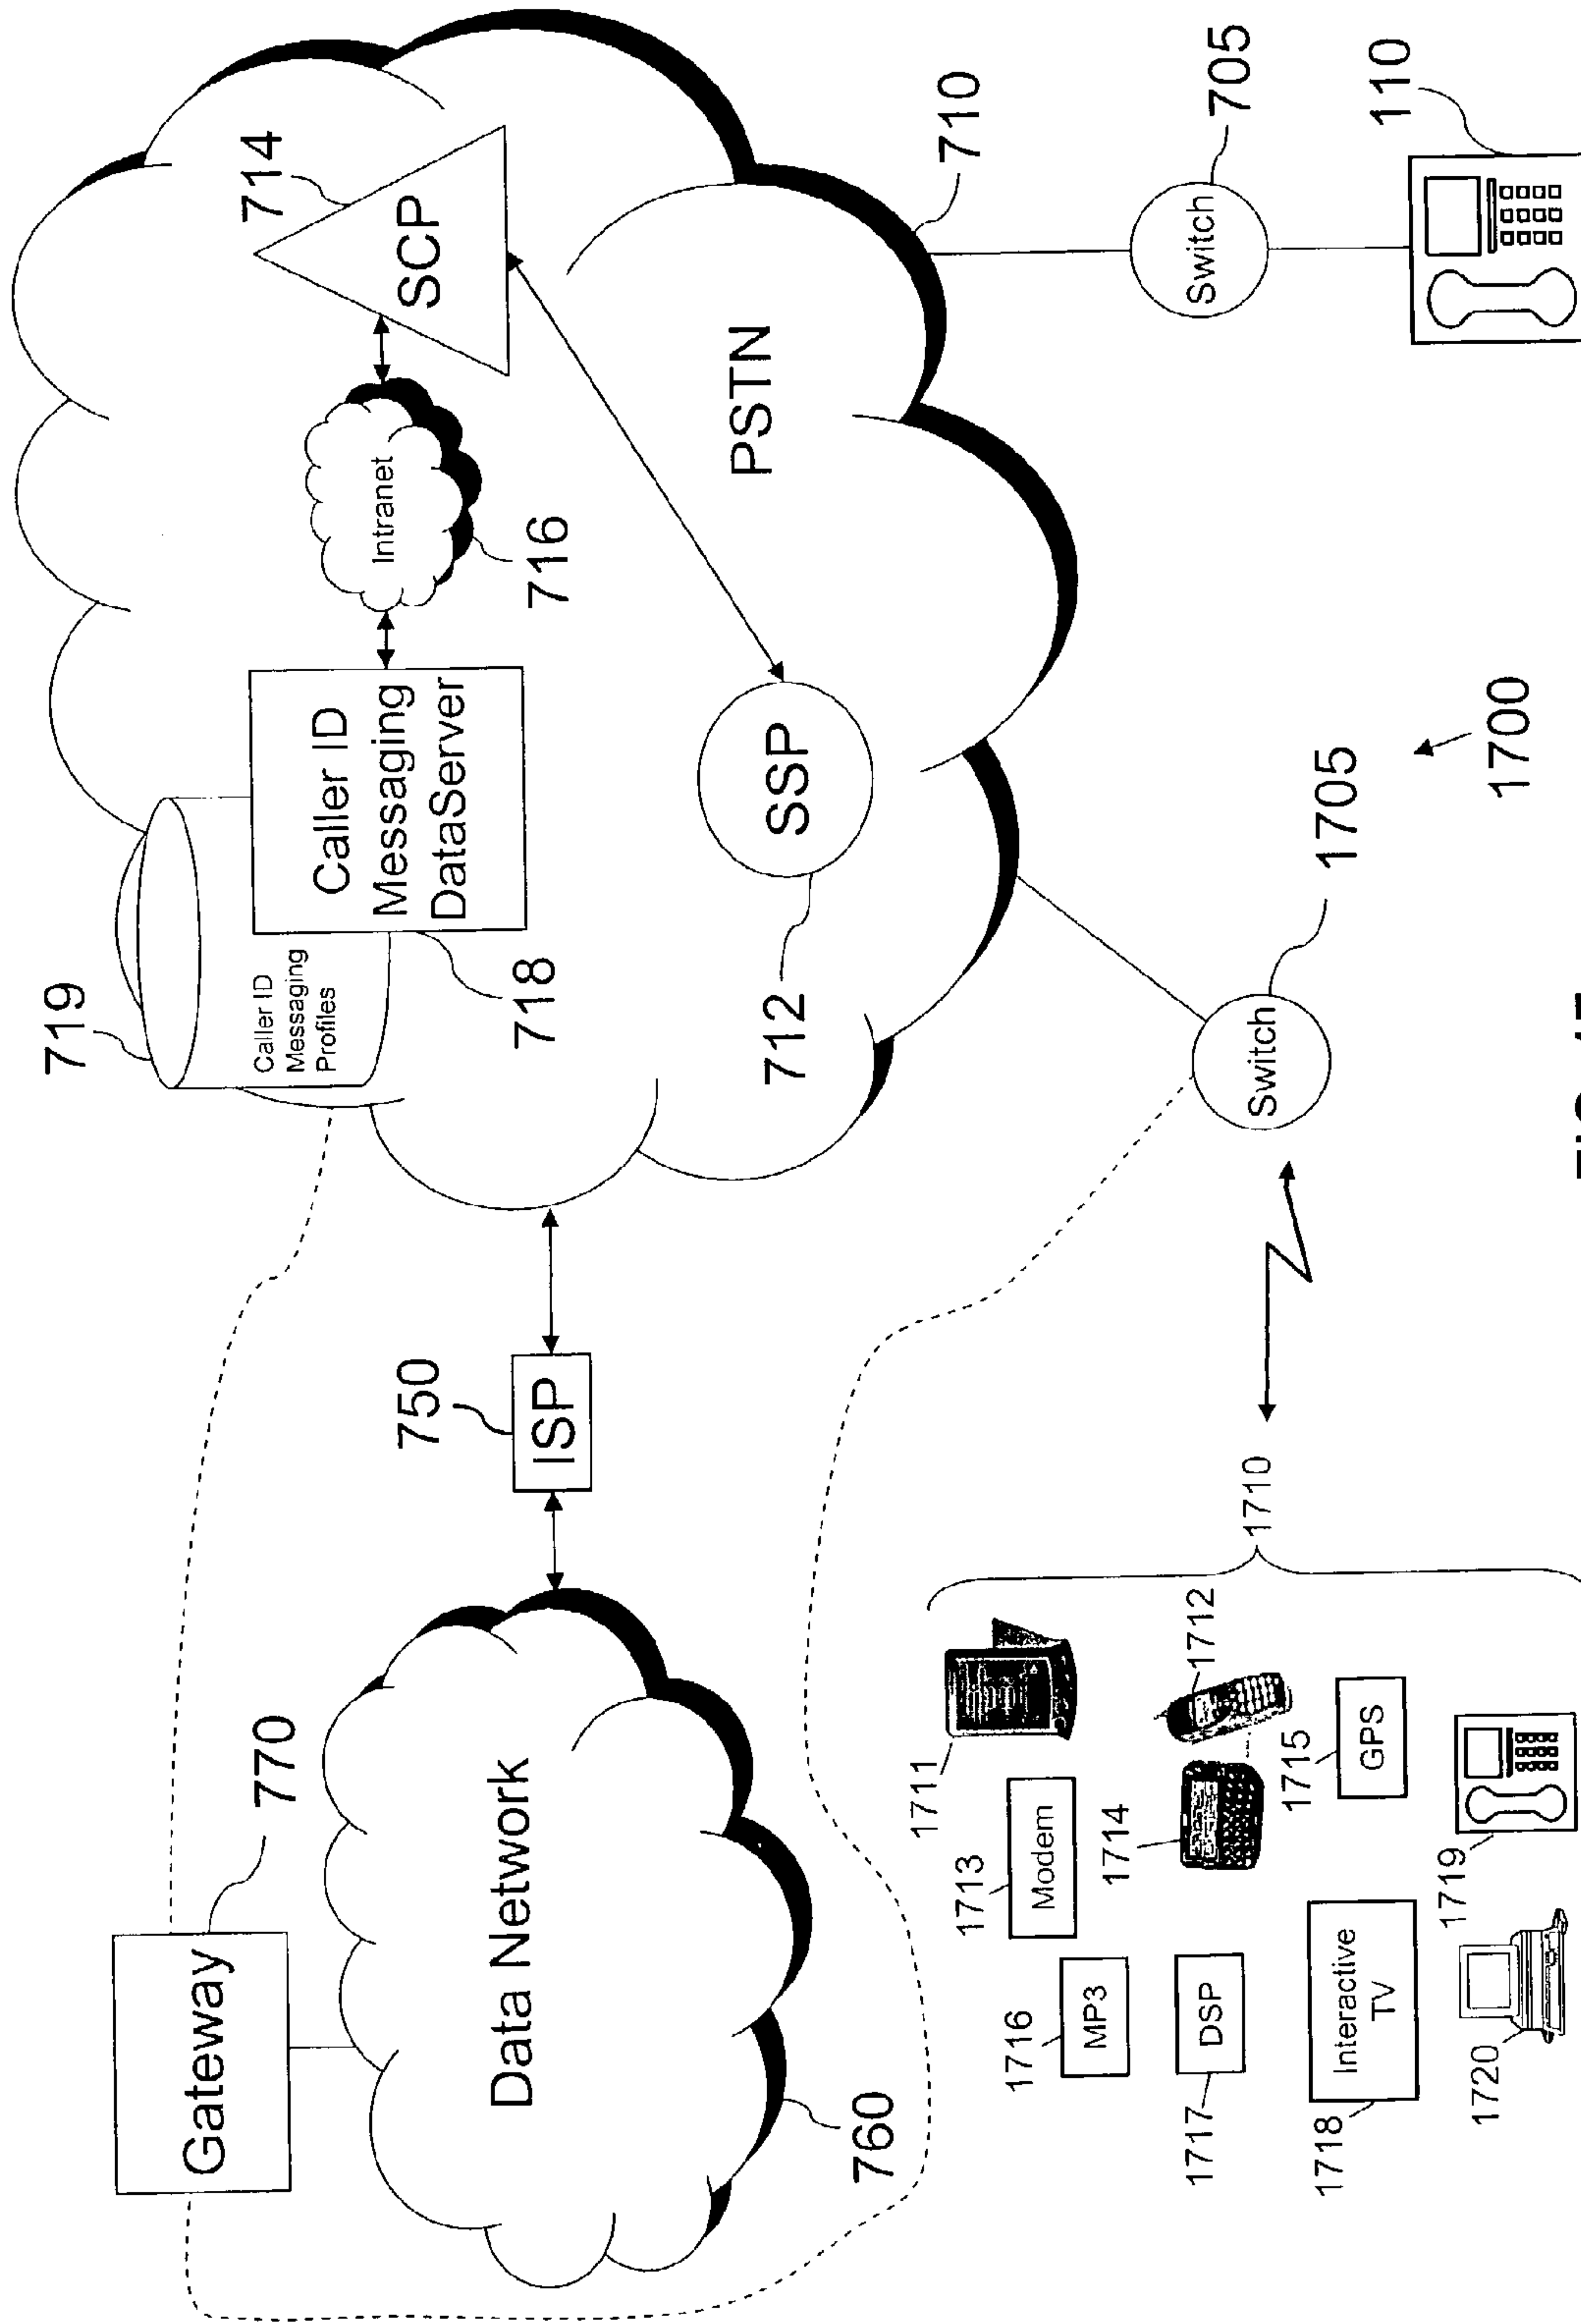 Gateway
770
Data Network
760
750
ISP
719
Caller ID
Messaging
Profiles
Caller ID
Messaging
DataServer
718
Intranet
716
714
SCP
SSP
712
PSTN
710
Switch
705
110
Switch
1705
1700
1710
1711
1712
1713
Modem
1714
1715
GPS
1716
MP3
1717
DSP
1718
Interactive
TV
1719
1720